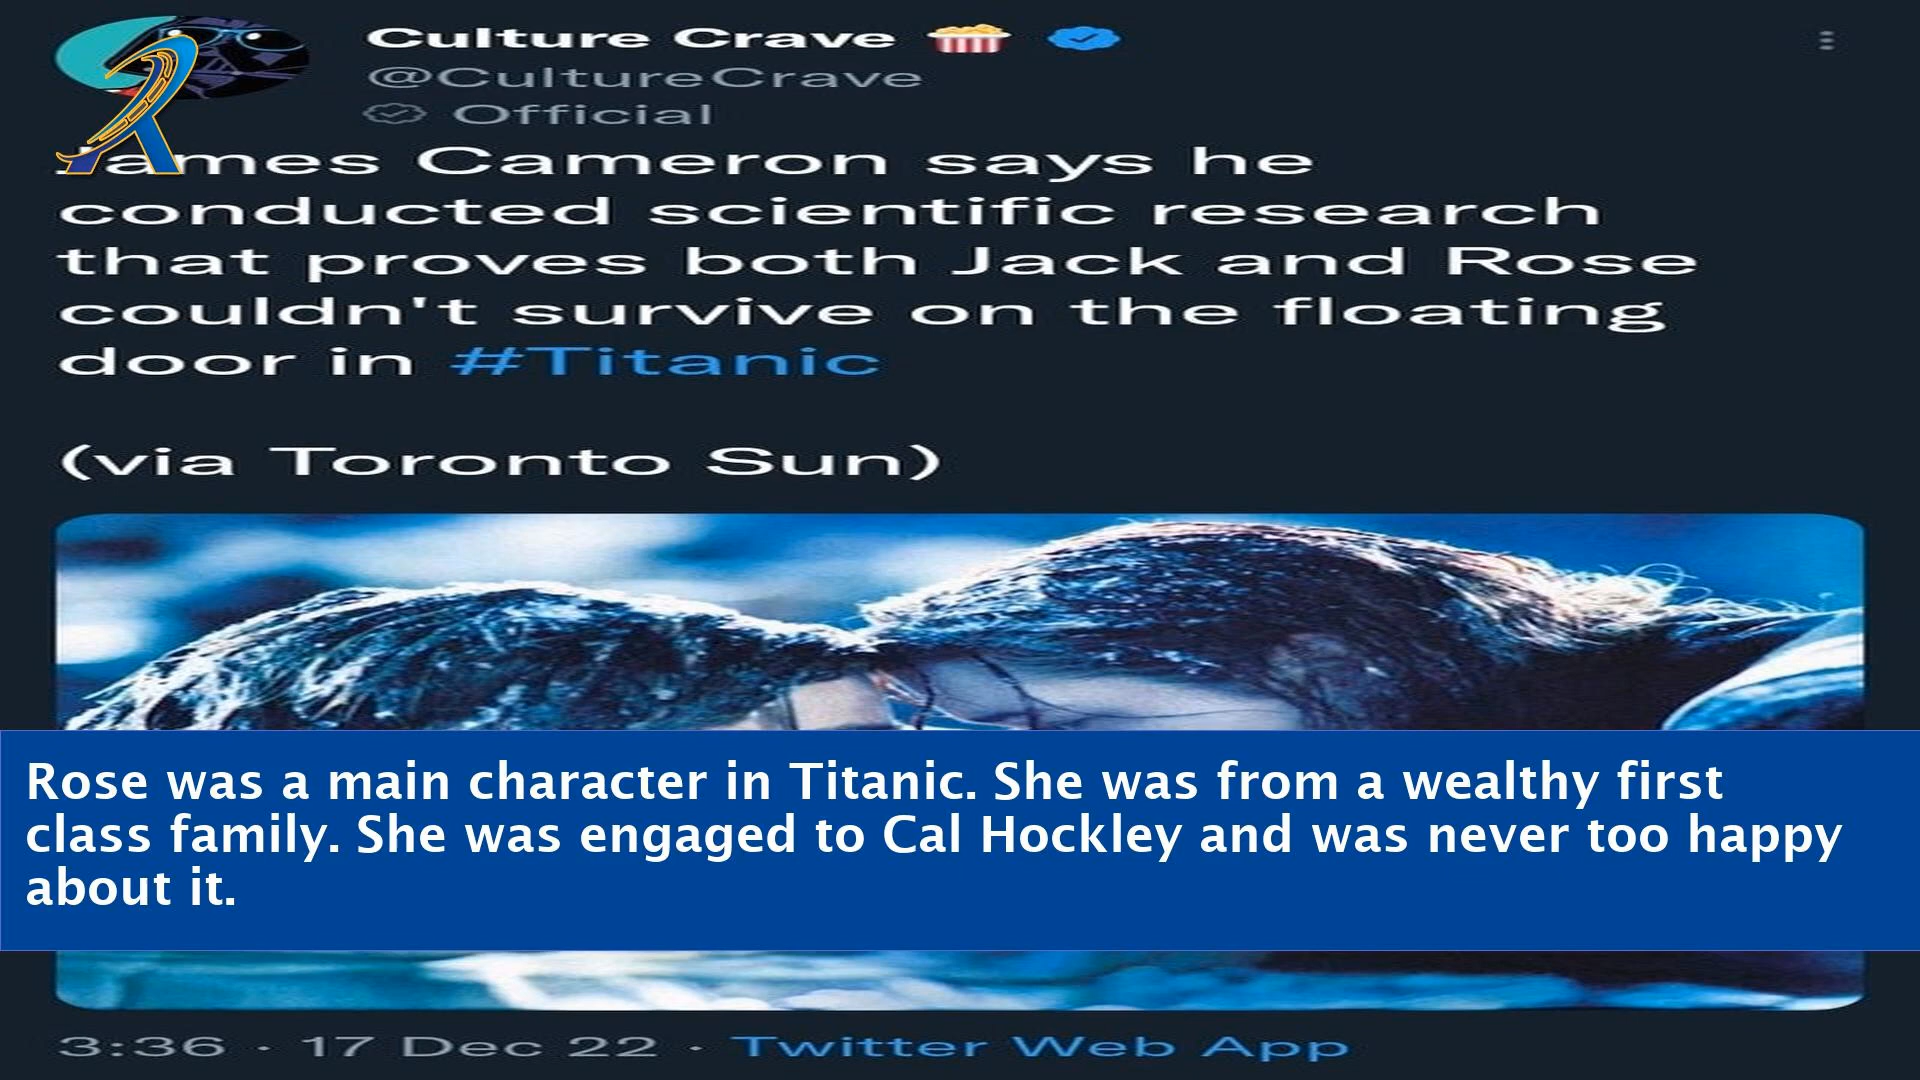 Culture Crave
@CultureCrave
Official
James Cameron says he
conducted scientific research
that proves both Jack and Rose
couldn't survive on the floating
door in #Titanic
(via Toronto Sun)
Rose was a main character in Titanic. She was from a wealthy first
class family. She was engaged to Cal Hockley and was never too happy
about it.
3:36 · 17 Dec 22 · Twitter Web App